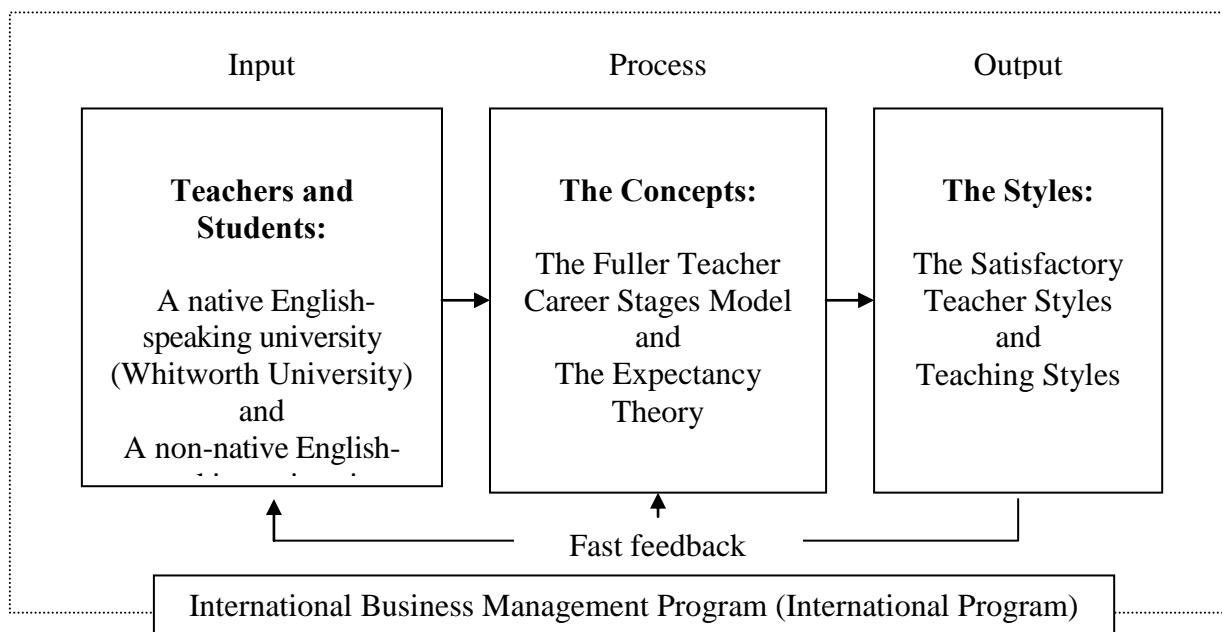 Input
Process
Output
Teachers and
Students:
A native English-
speaking university
(Whitworth University)
and
A non-native English-
The Concepts:
The Fuller Teacher
Career Stages Model
and
The Expectancy
Theory
The Styles:
The Satisfactory
Teacher Styles
and
Teaching Styles
Fast feedback
International Business Management Program (International Program)